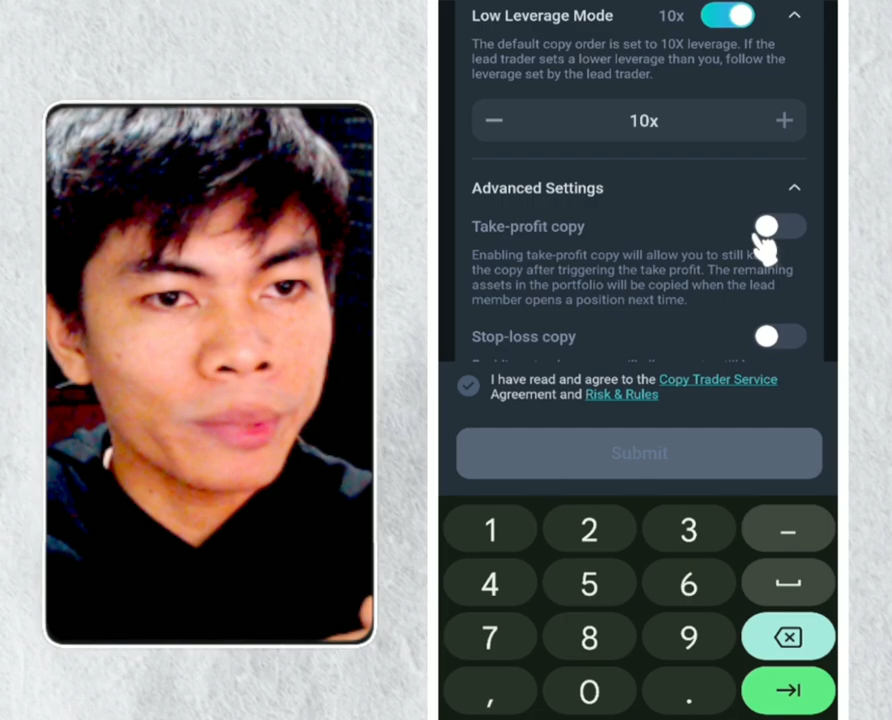 Low Leverage Mode 10x
The default copy order is set to 10X leverage. If the
lead trader sets a lower leverage than you, follow the
leverage set by the lead trader.
10x
Advanced Settings
Take-profit copy
Enabling take-profit copy will allow you to still
the copy after triggering the take profit. The remaining
assets in the portfolio will be copied when the lead
member opens a position next time.
Stop-loss copy
I have read and agree to the Copy Trader Service
Agreement and Risk & Rules
Submit
1 2 3 –
4 5 6
7 8 9
, 0 .